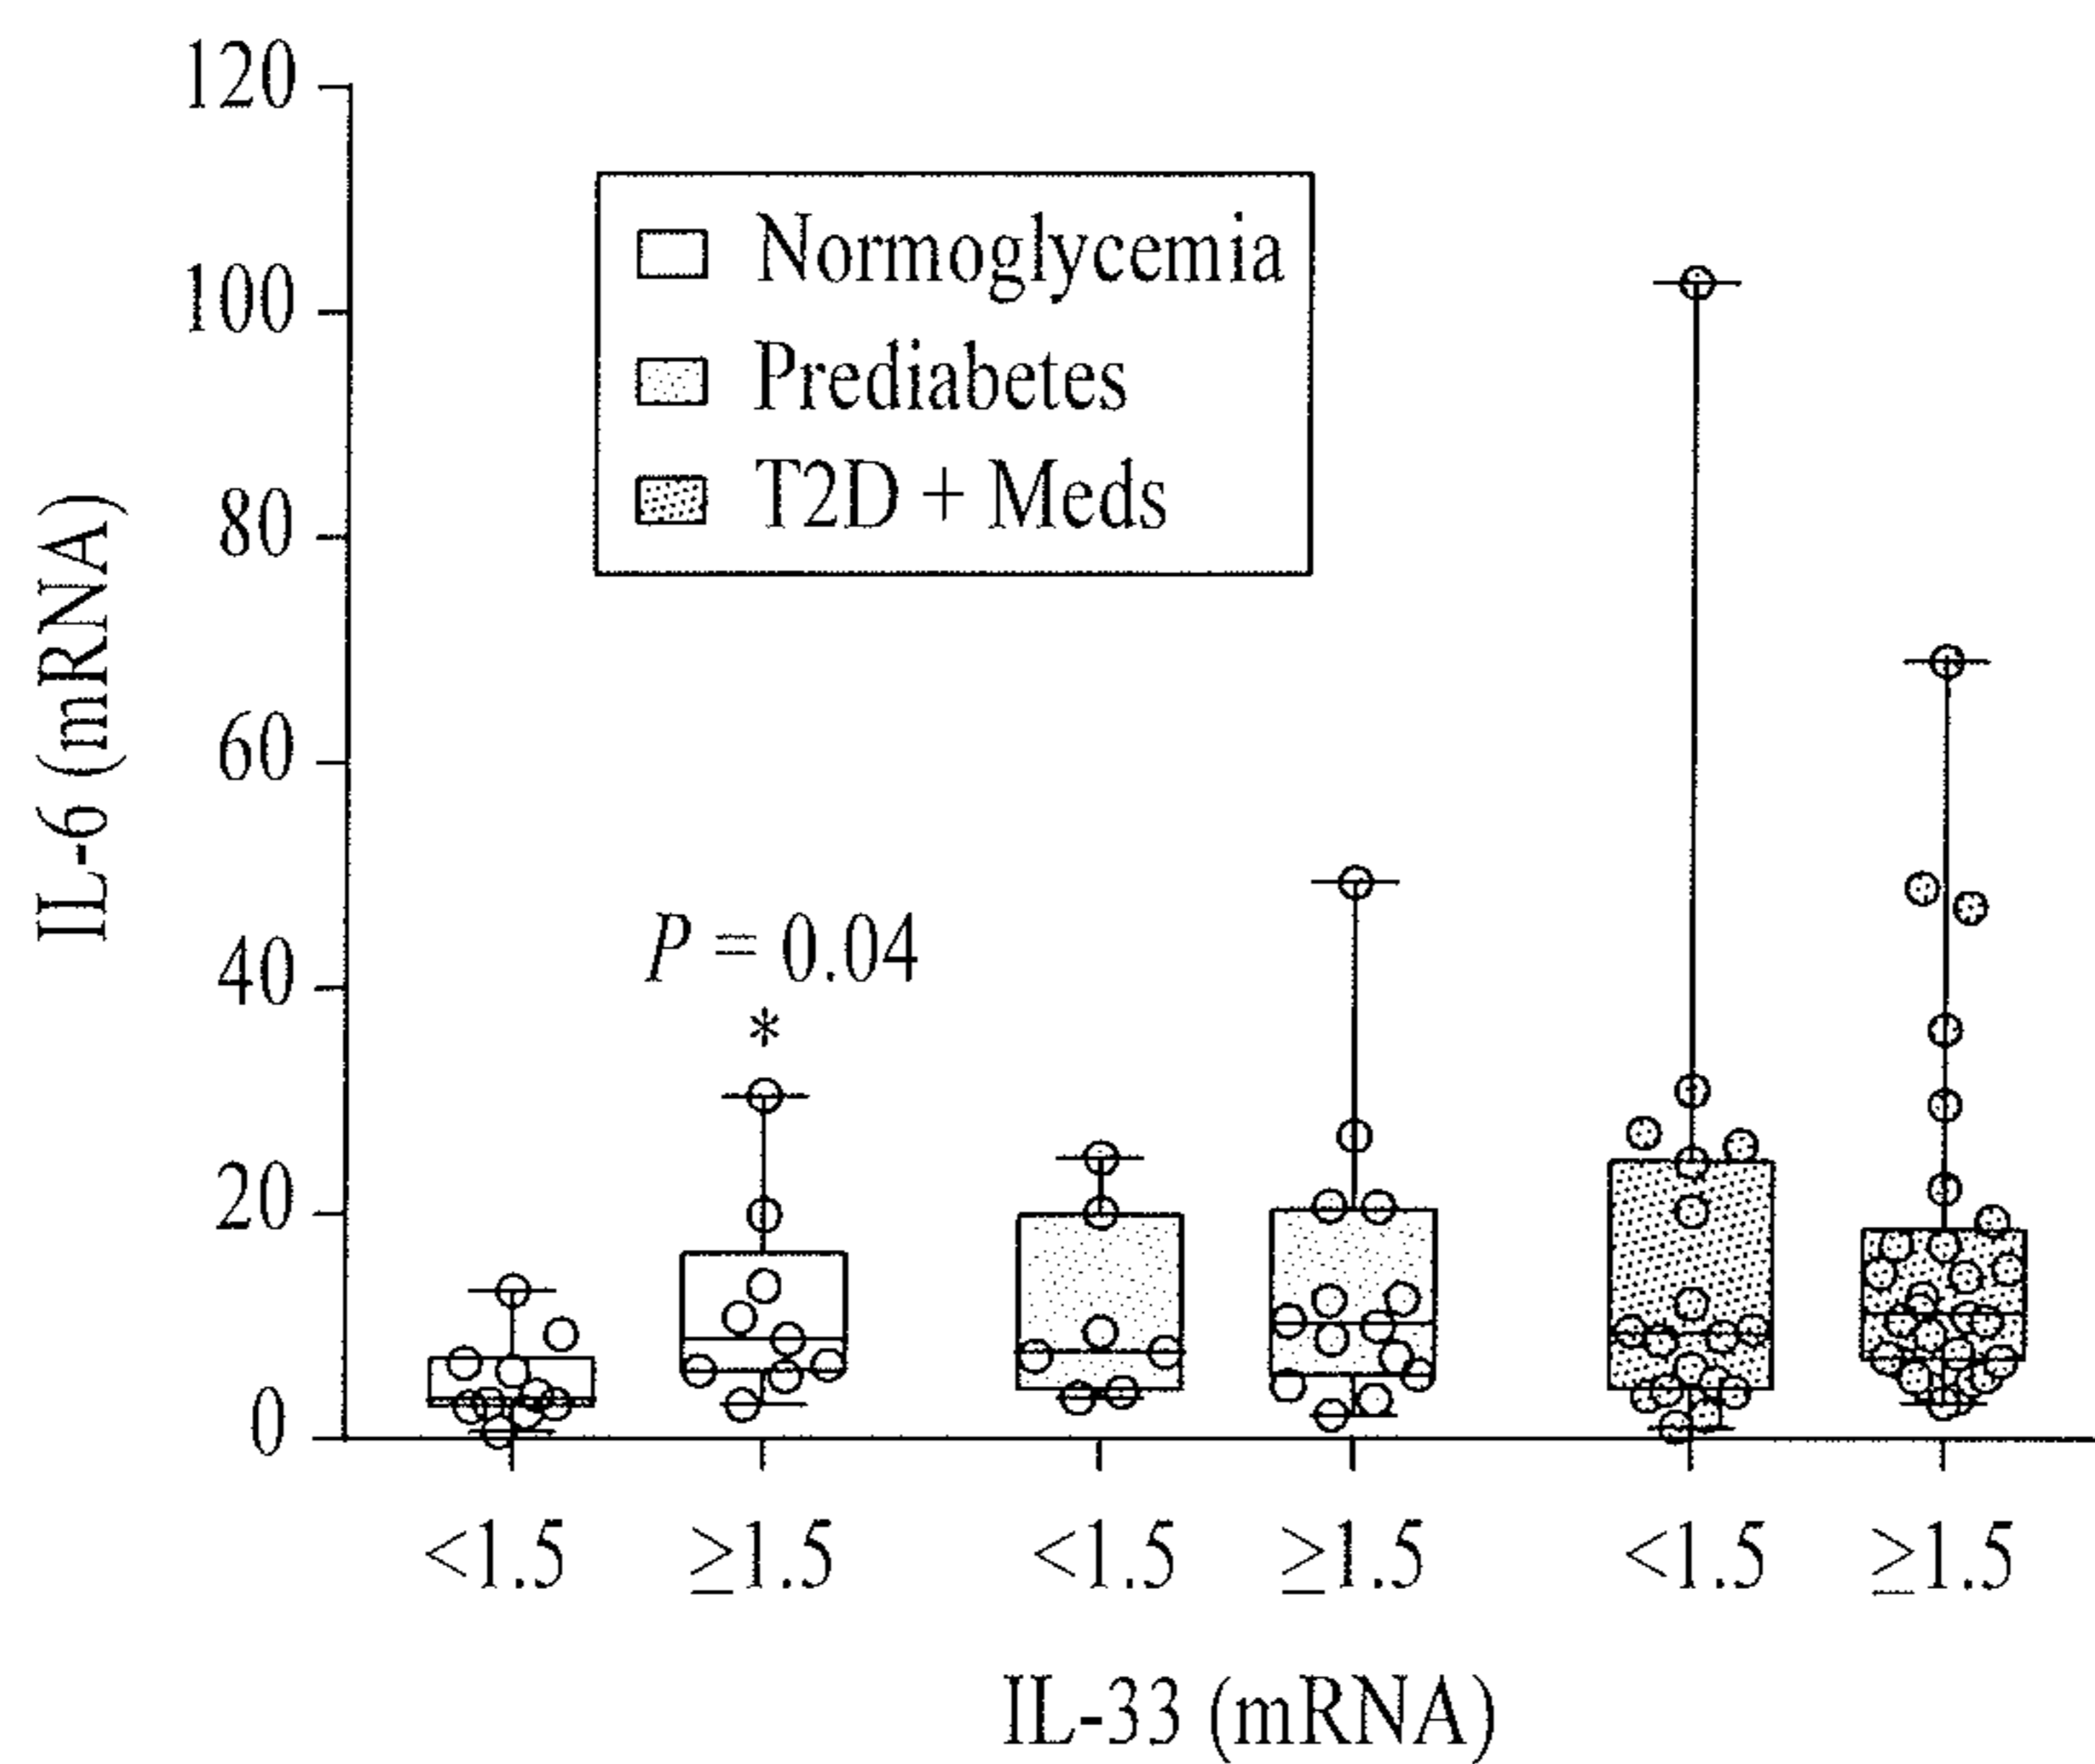 120
100
80
60
40
20
0
IL-6 (mRNA)
Normoglycemia
Prediabetes
T2D + Meds
P = 0.04
*
<1.5 ≥1.5 <1.5 ≥1.5 <1.5 ≥1.5
IL-33 (mRNA)